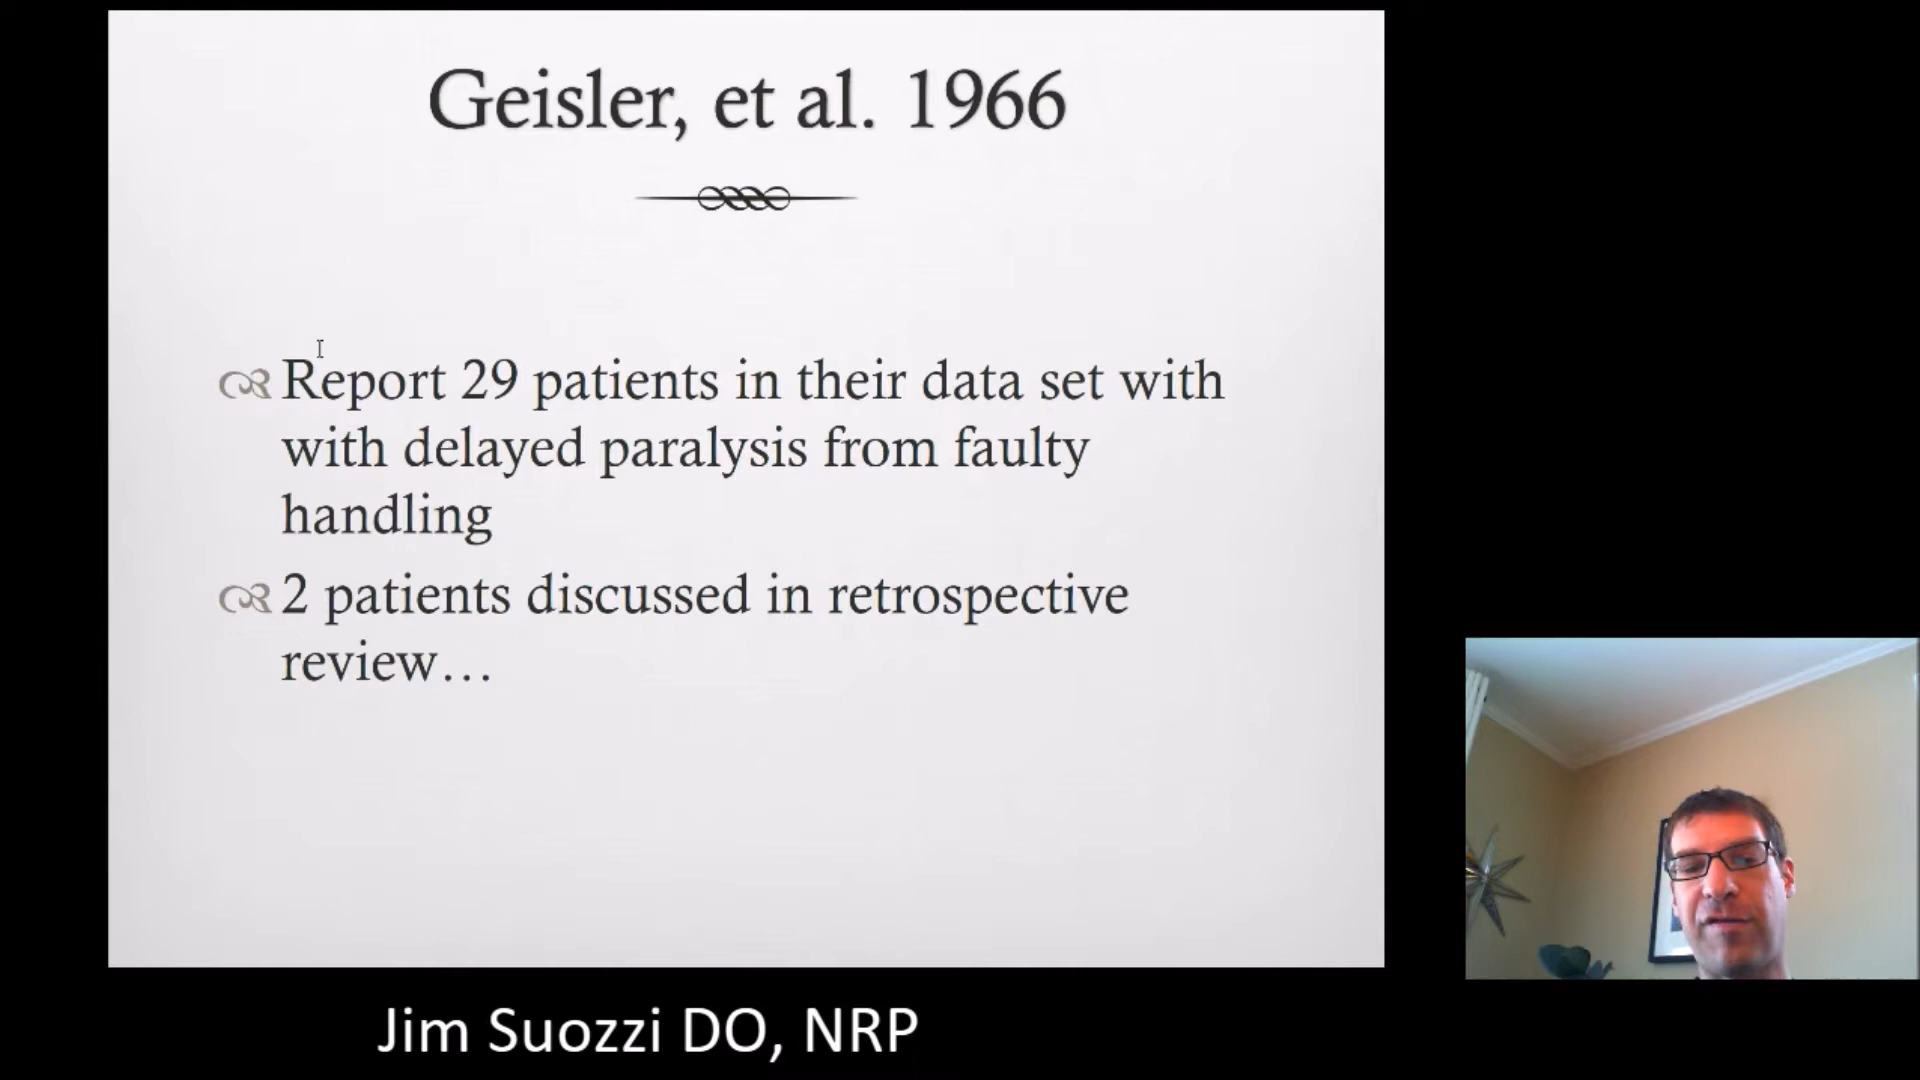 Geisler, et al. 1966
Report 29 patients in their data set with
with delayed paralysis from faulty
handling
2 patients discussed in retrospective
review…
Jim Suozzi DO, NRP